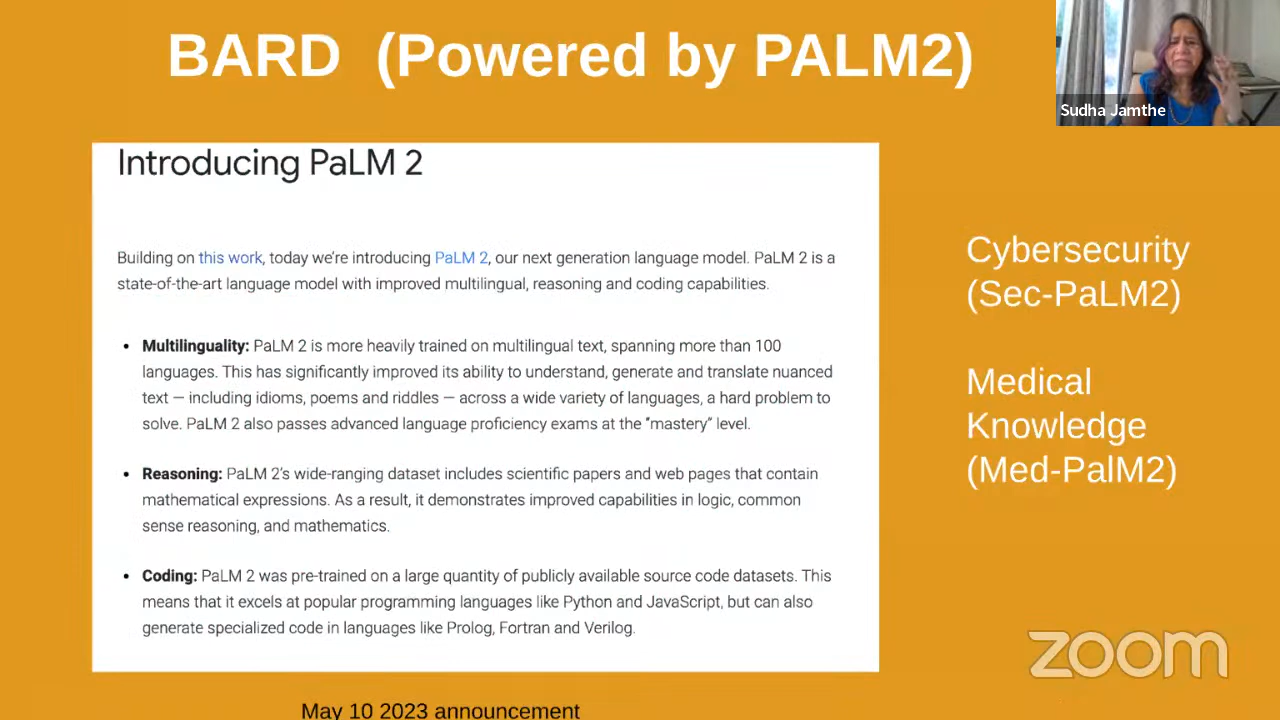 BARD (Powered by PALM2)
Sudha Jamthe
Introducing PaLM 2
Building on this work, today we're introducing PaLM 2, our next generation language model. PaLM 2 is a
state-of-the-art language model with improved multilingual, reasoning and coding capabilities.
• Multilinguality: PaLM 2 is more heavily trained on multilingual text, spanning more than 100
languages. This has significantly improved its ability to understand, generate and translate nuanced
text — including idioms, poems and riddles — across a wide variety of languages, a hard problem to
solve. PaLM 2 also passes advanced language proficiency exams at the "mastery" level.
• Reasoning: PaLM 2's wide-ranging dataset includes scientific papers and web pages that contain
mathematical expressions. As a result, it demonstrates improved capabilities in logic, common
sense reasoning, and mathematics.
• Coding: PaLM 2 was pre-trained on a large quantity of publicly available source code datasets. This
means that it excels at popular programming languages like Python and JavaScript, but can also
generate specialized code in languages like Prolog, Fortran and Verilog.
Cybersecurity
(Sec-PaLM2)
Medical
Knowledge
(Med-PalM2)
zoom
May 10 2023 announcement